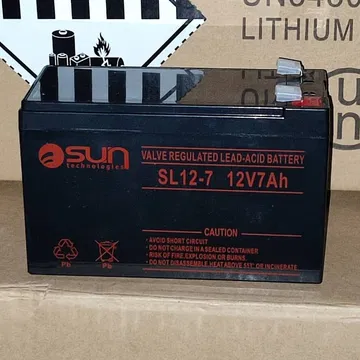 LITHIUM
sun
technologies
VALVE REGULATED LEAD-ACID BATTERY
SL12-7 12V7Ah
CAUTION
• AVOID SHORT CIRCUIT
• DO NOT CHARGE IN A SEALED CONTAINER
• RISK OF FIRE, EXPLOSION, OR BURNS
• DO NOT DISASSEMBLE, HEAT ABOVE 51°C, OR INCINERATE
Pb
Pb